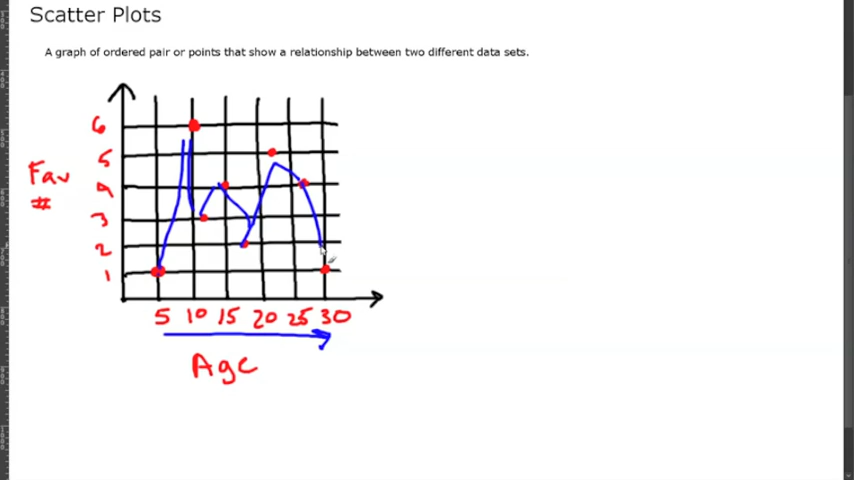 Scatter Plots
A graph of ordered pair or points that show a relationship between two different data sets.
6
5
Fav
4
#
3
2
1
5 10 15 20 25 30
Age